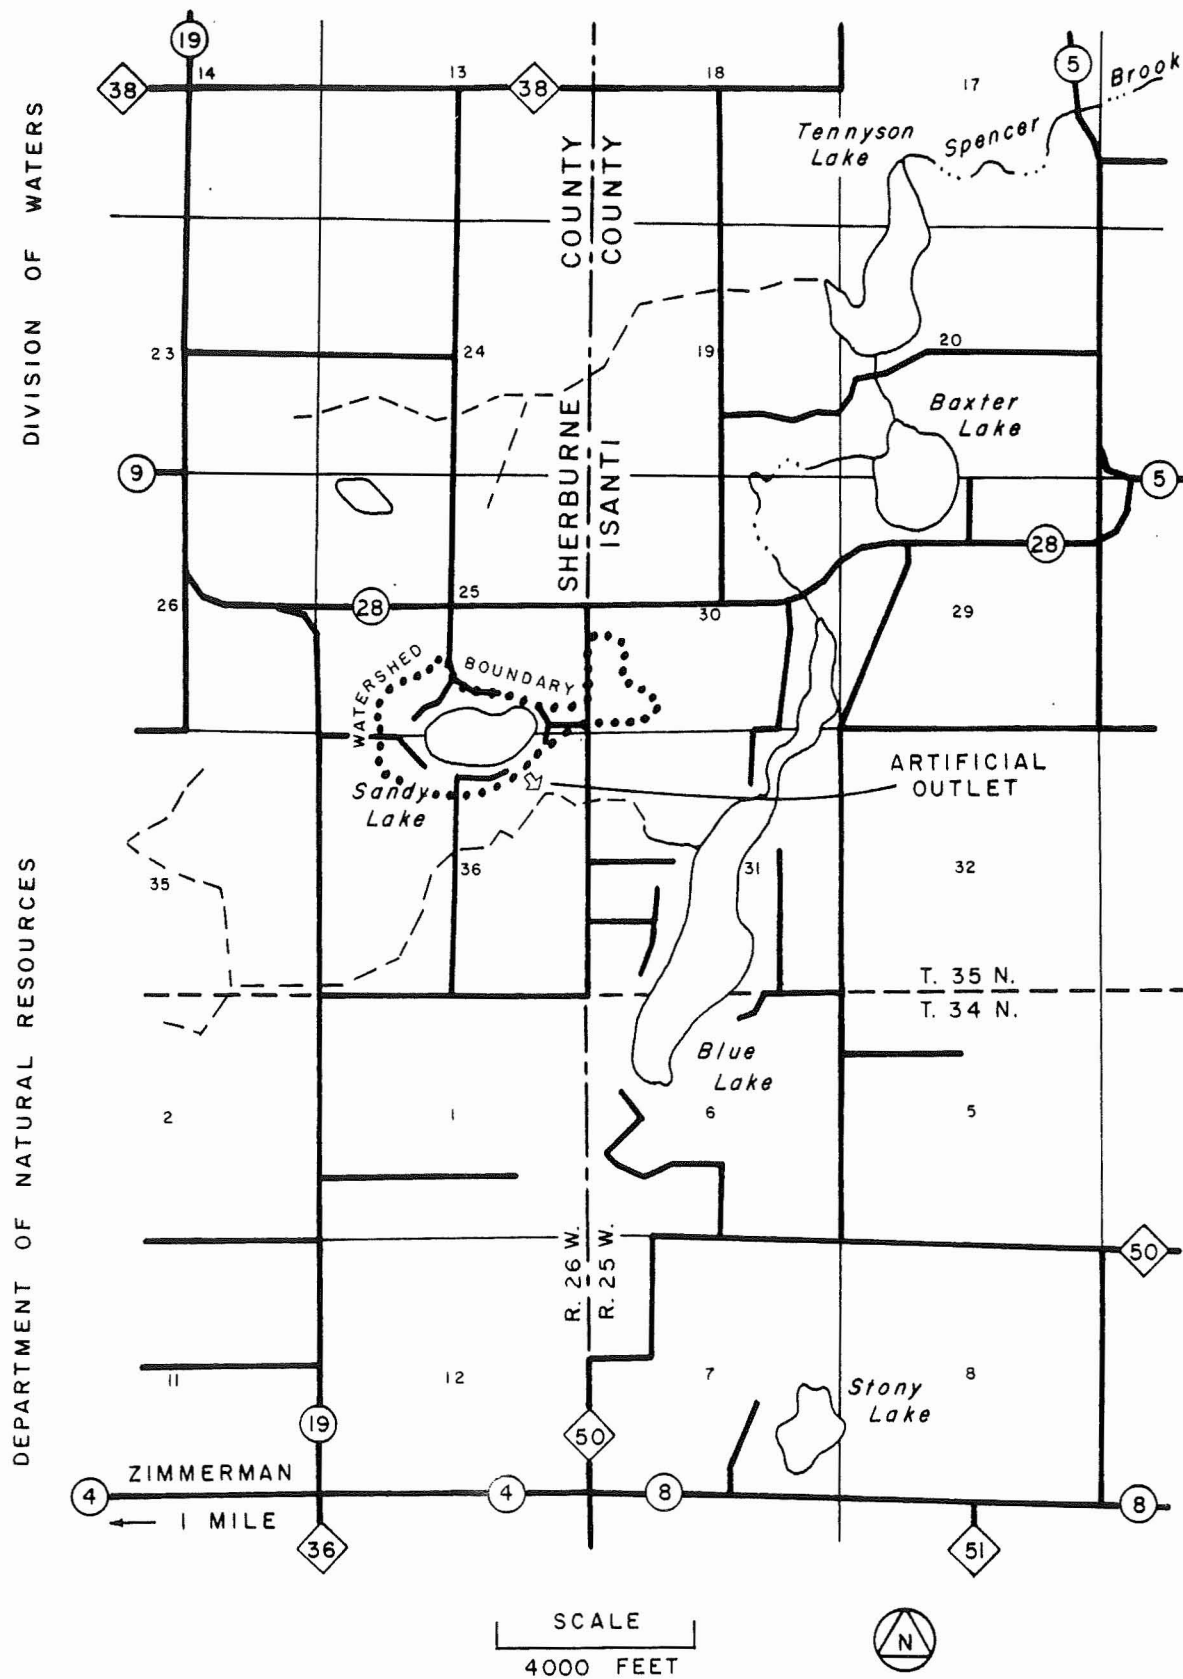 DIVISION OF WATERS
DEPARTMENT OF NATURAL RESOURCES
19
14
13
18
17
5
38
38
Brook
Spencer
Tennyson
Lake
COUNTY
COUNTY
23
24
19
20
Baxter
Lake
SHERBURNE
ISANTI
9
5
28
26
28
25
30
29
WATERSHED
BOUNDARY
ARTIFICIAL
OUTLET
Sandy
Lake
35
36
31
32
T. 35 N.
T. 34 N.
Blue
Lake
2
1
6
5
R. 26 W.
R. 25 W.
50
11
12
7
8
Stony
Lake
19
50
ZIMMERMAN
4
4
8
8
1 MILE
36
51
SCALE
4000 FEET
N